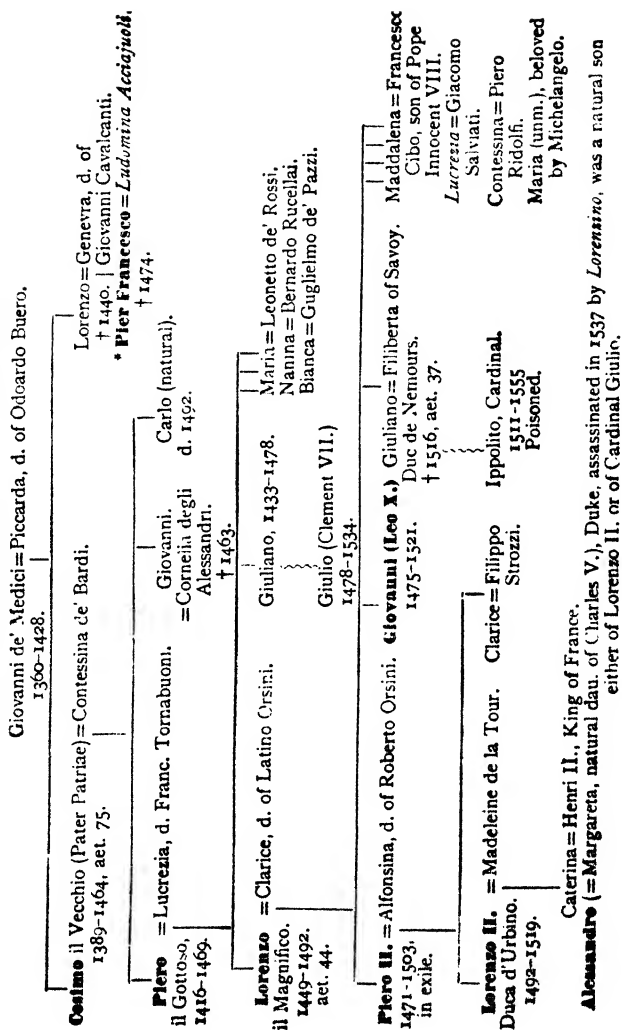 Giovanni de' Medici = Piccarda, d. of Odoardo Buero.
1360-1428.
Cosimo il Vecchio (Pater Patriae) = Contessina de' Bardi.
1389-1464, aet. 75.
Lorenzo = Genevra, d. of
† 1440. | Giovanni Cavalcanti.
* Pier Francesco = Ludomina Acciajuoli.
† 1474.
Piero = Lucrezia, d. Franc. Tornabuoni.
il Gottoso,
1416-1469.
Giovanni.
= Cornelia degli
Alessandri.
† 1463.
Carlo (natural).
d. 1492.
Lorenzo = Clarice, d. of Latino Orsini.
il Magnifico.
1449-1492.
aet. 44.
Giuliano, 1433-1478.
Giulio (Clement VII.)
1478-1534.
Maria = Leonetto de' Rossi.
Nanina = Bernardo Rucellai.
Bianca = Guglielmo de' Pazzi.
Piero II. = Alfonsina, d. of Roberto Orsini.
1471-1503,
in exile.
Giovanni (Leo X.)
1475-1521.
Giuliano = Filiberta of Savoy.
Duc de Nemours.
† 1516, aet. 37.
Ippolito, Cardinal.
1511-1555
Poisoned.
Maddalena = Francesco
Cibo, son of Pope
Innocent VIII.
Lucrezia = Giacomo
Salviati.
Contessina = Piero
Ridolfi.
Maria (unm.), beloved
by Michelangelo.
Lorenzo II. = Madeleine de la Tour.
Duca d'Urbino.
1492-1519.
Clarice = Filippo
Strozzi.
Caterina = Henri II., King of France.
Alessandro (= Margareta, natural dau. of Charles V.), Duke, assassinated in 1537 by Lorenzino, was a natural son
either of Lorenzo II. or of Cardinal Giulio.